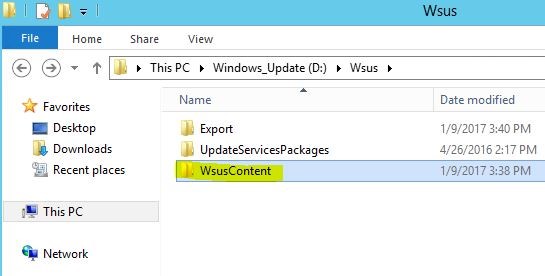 Wsus
File Home Share View
This PC Windows_Update (D:) Wsus
Favorites
Desktop
Downloads
Recent places
This PC
Network
Name Date modified
Export 1/9/2017 3:40 PM
UpdateServicesPackages 4/26/2016 2:17 PM
WsusContent 1/9/2017 3:38 PM